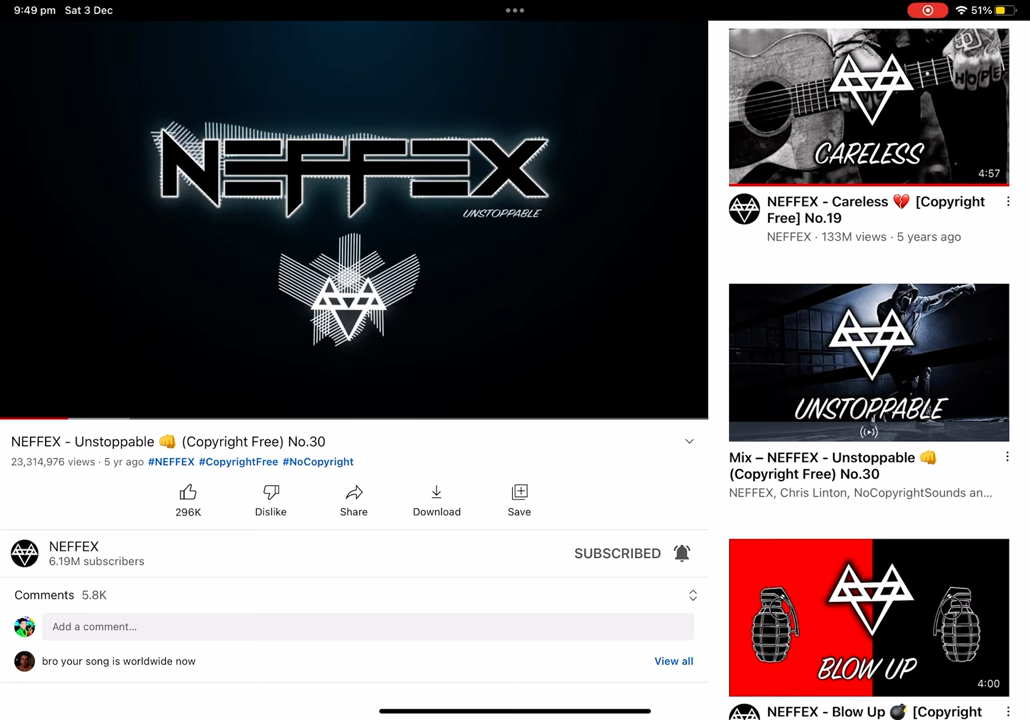 9:49 pm Sat 3 Dec
51%
NEFFEX
UNSTOPPABLE
NEFFEX - Unstoppable 👊 (Copyright Free) No.30
23,314,976 views · 5 yr ago #NEFFEX #CopyrightFree #NoCopyright
296K
Dislike
Share
Download
Save
NEFFEX
6.19M subscribers
SUBSCRIBED
Comments 5.8K
Add a comment...
bro your song is worldwide now
View all
HOPE
CARELESS
4:57
NEFFEX - Careless 💔 [Copyright
Free] No.19
NEFFEX · 133M views · 5 years ago
UNSTOPPABLE
Mix – NEFFEX - Unstoppable 👊
(Copyright Free) No.30
NEFFEX, Chris Linton, NoCopyrightSounds an...
BLOW UP
4:00
NEFFEX - Blow Up 💣 [Copyright